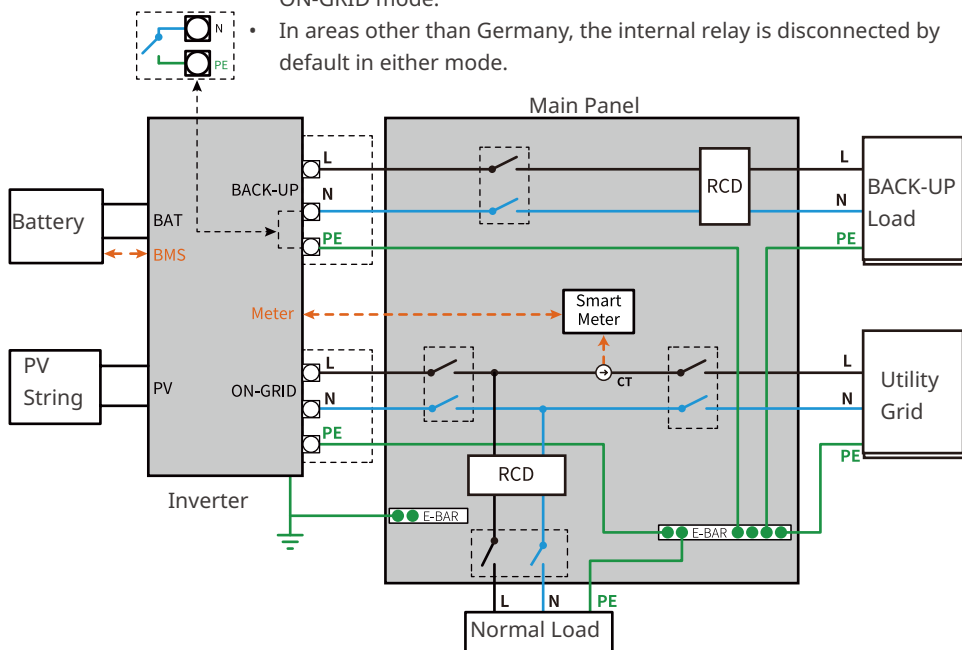 ON-GRID mode.
• In areas other than Germany, the internal relay is disconnected by
default in either mode.
N
PE
Main Panel
L
BACK-UP
N
PE
RCD
L
N
PE
BACK-UP
Load
Battery
BAT
BMS
Meter
Smart
Meter
PV
String
PV
L
ON-GRID
N
PE
CT
L
N
PE
Utility
Grid
Inverter
RCD
E-BAR
E-BAR
L
N
PE
Normal Load